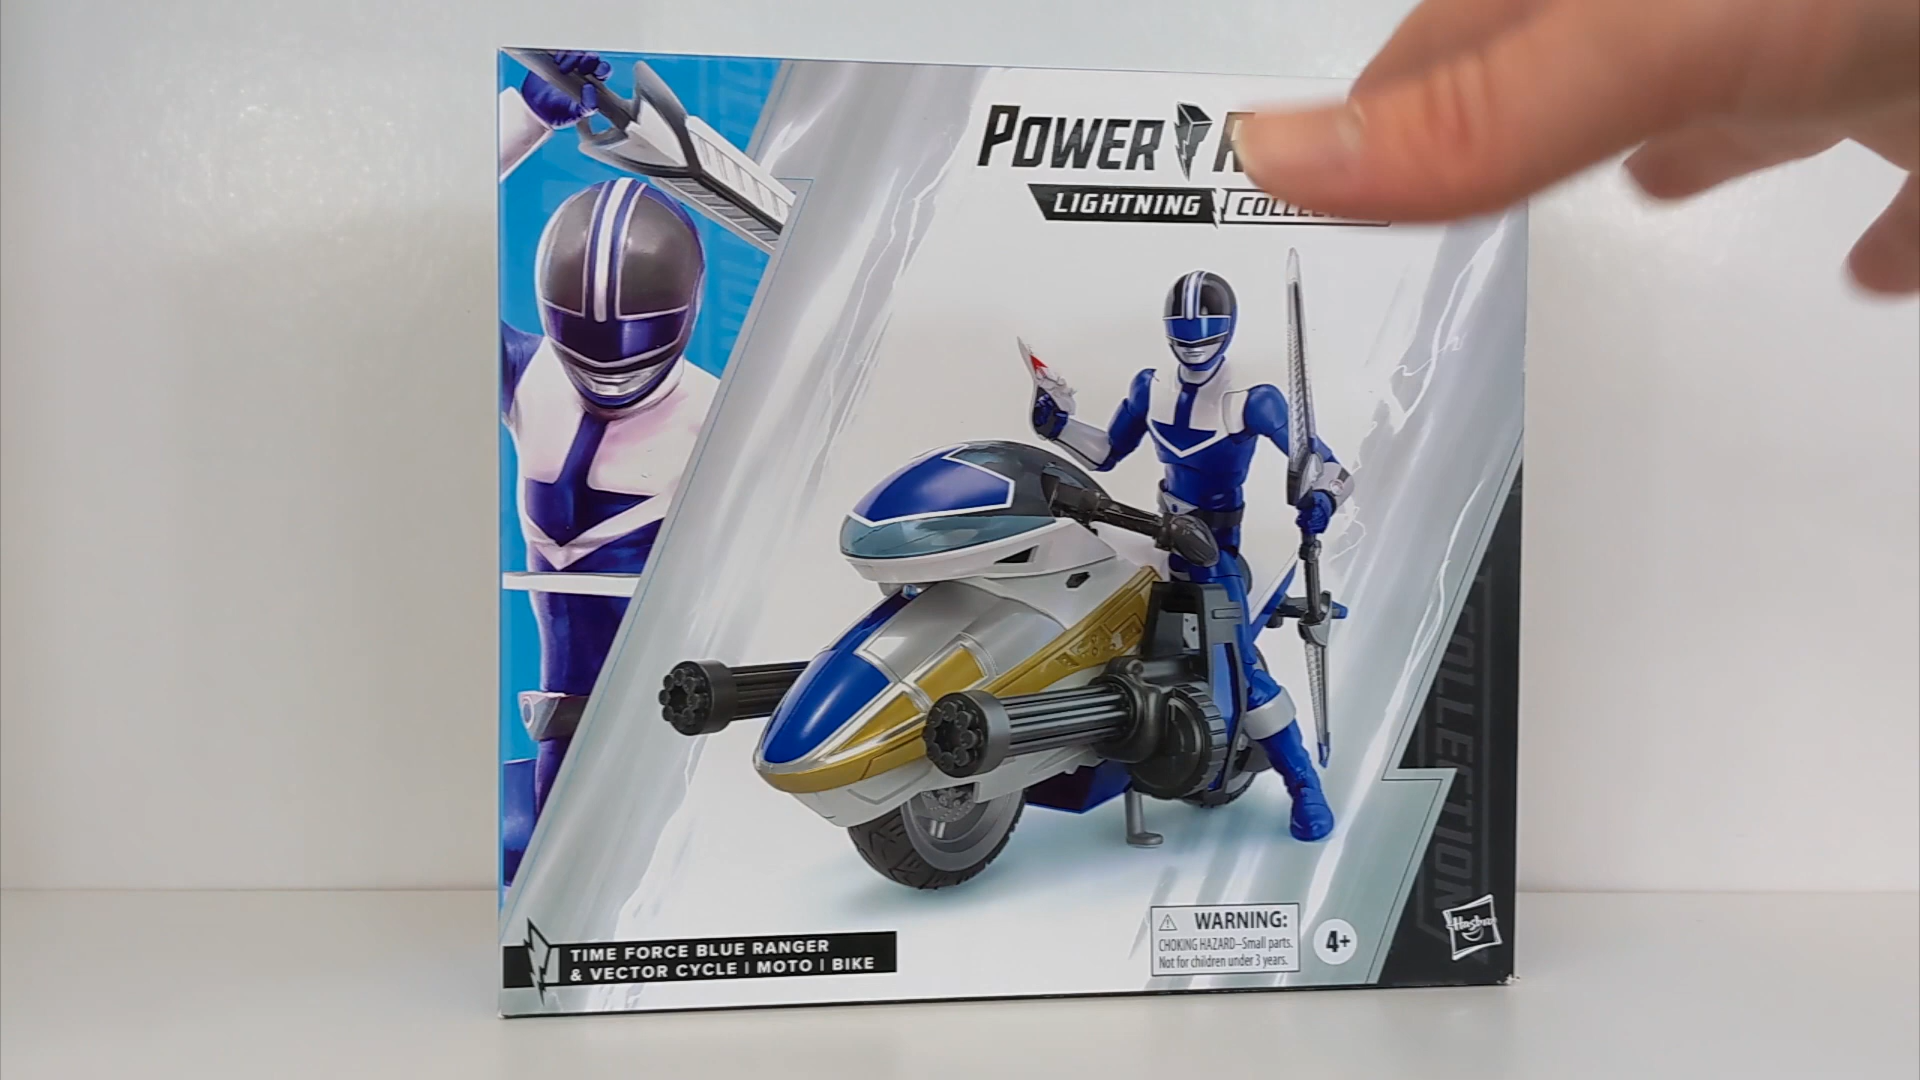 POWER R
LIGHTNING COLLECT
COLLECTION
TIME FORCE BLUE RANGER
& VECTOR CYCLE | MOTO | BIKE
WARNING:
CHOKING HAZARD–Small parts.
Not for children under 3 years.
4+
Hasbro